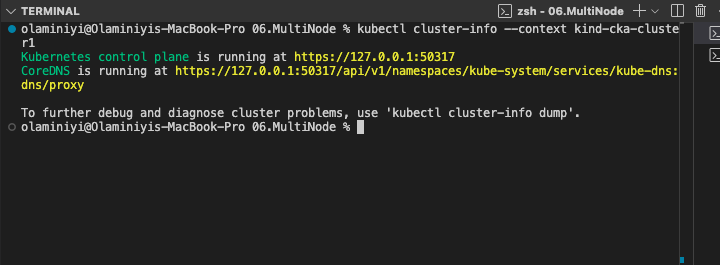 TERMINAL
zsh - 06.MultiNode
olaminiyi@Olaminiyis-MacBook-Pro 06.MultiNode % kubectl cluster-info --context kind-cka-cluste
r1
Kubernetes control plane is running at https://127.0.0.1:50317
CoreDNS is running at https://127.0.0.1:50317/api/v1/namespaces/kube-system/services/kube-dns:
dns/proxy
To further debug and diagnose cluster problems, use 'kubectl cluster-info dump'.
olaminiyi@Olaminiyis-MacBook-Pro 06.MultiNode %